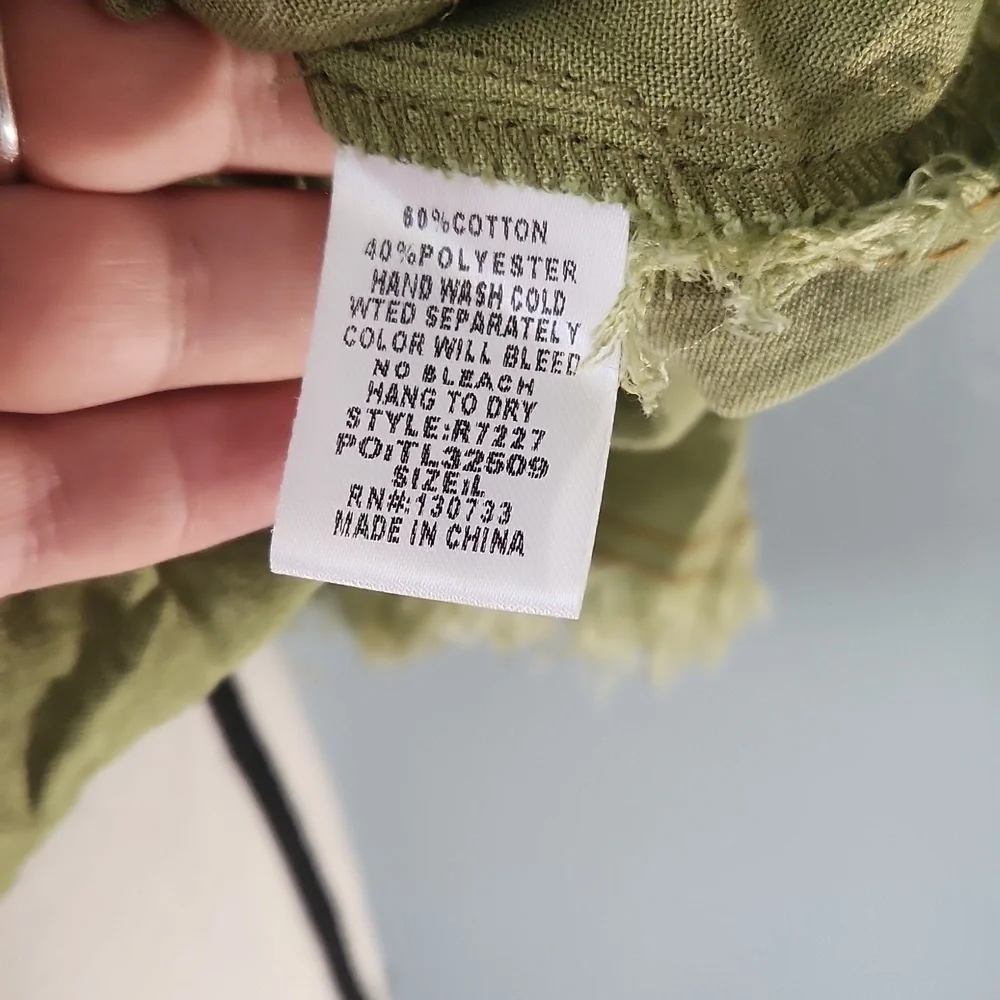 60%COTTON
40%POLYESTER
HAND WASH COLD
WTED SEPARATELY
COLOR WILL BLEED
NO BLEACH
HANG TO DRY
STYLE:R7227
PO:TL32509
SIZE:L
RN#:130733
MADE IN CHINA